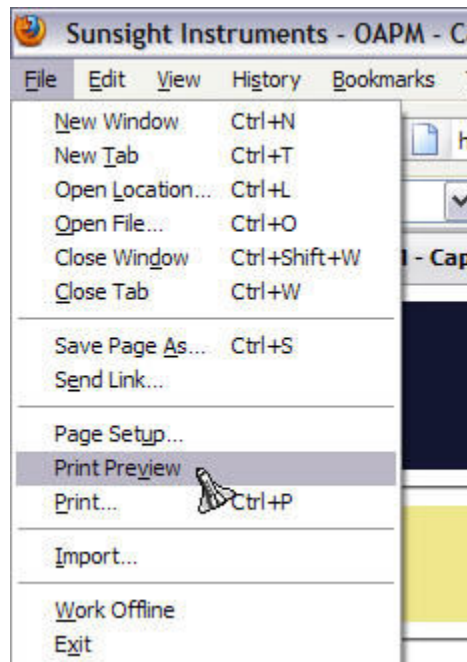 Sunsight Instruments - OAPM - C
File Edit View History Bookmarks
New Window Ctrl+N
New Tab Ctrl+T
Open Location... Ctrl+L
Open File... Ctrl+O
Close Window Ctrl+Shift+W
Close Tab Ctrl+W
- Cap
Save Page As... Ctrl+S
Send Link...
Page Setup...
Print Preview
Print... Ctrl+P
Import...
Work Offline
Exit